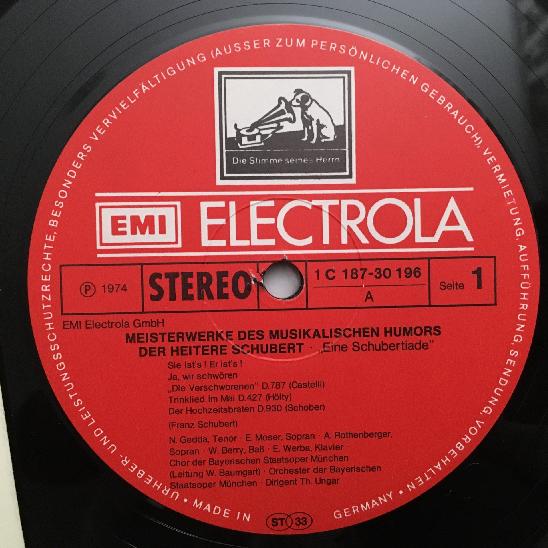 URHEBER- UND LEISTUNGSSCHUTZRECHTE, BESONDERS VERVIELFÄLTIGUNG (AUSSER ZUM PERSÖNLICHEN GEBRAUCH), VERMIETUNG, AUFFÜHRUNG, SENDUNG VORBEHALTEN • GERMANY •
Die Stimme seines Herrn
EMI ELECTROLA
℗ 1974
STEREO
1 C 187-30 196
A
Seite 1
EMI Electrola GmbH
MEISTERWERKE DES MUSIKALISCHEN HUMORS
DER HEITERE SCHUBERT · „Eine Schubertiade"
Sie ist's! Er ist's!
Ja, wir schwören
„Die Verschworenen" D.787 (Castelli)
Trinklied im Mai D.427 (Hölty)
Der Hochzeitsbraten D.930 (Schober)
(Franz Schubert)
N. Gedda, Tenor · E. Moser, Sopran · A. Rothenberger,
Sopran · W. Berry, Baß · E. Werba, Klavier
Chor der Bayerischen Staatsoper München
(Leitung W. Baumgart) · Orchester der Bayerischen
Staatsoper München · Dirigent Th. Ungar
MADE IN
ST 33